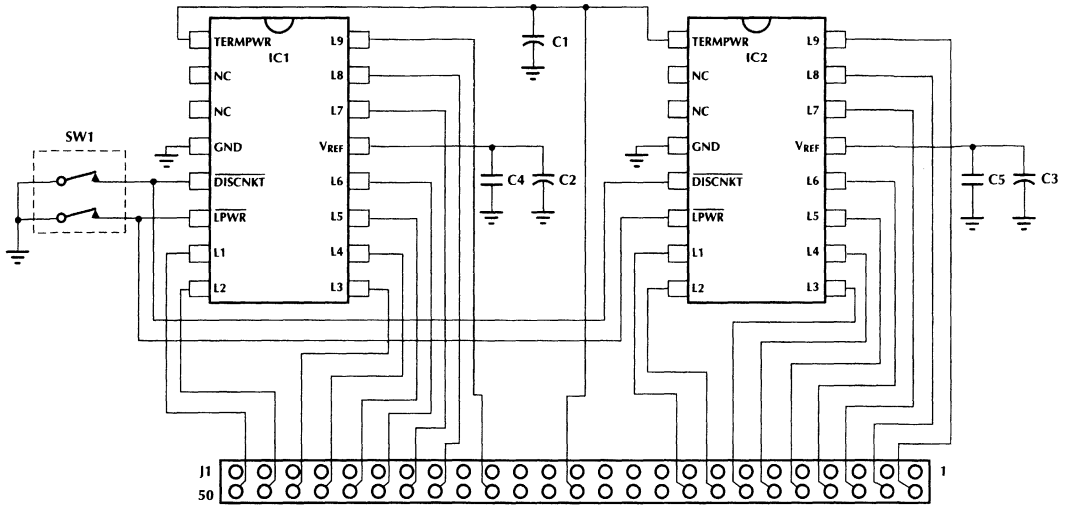 TERMPWR
IC1
NC
NC
GND
DISCNKT
LPWR
L1
L2
L9
L8
L7
VREF
L6
L5
L4
L3
C1
C4
C2
SW1
TERMPWR
IC2
NC
NC
GND
DISCNKT
LPWR
L1
L2
L9
L8
L7
VREF
L6
L5
L4
L3
C5
C3
J1
1
50